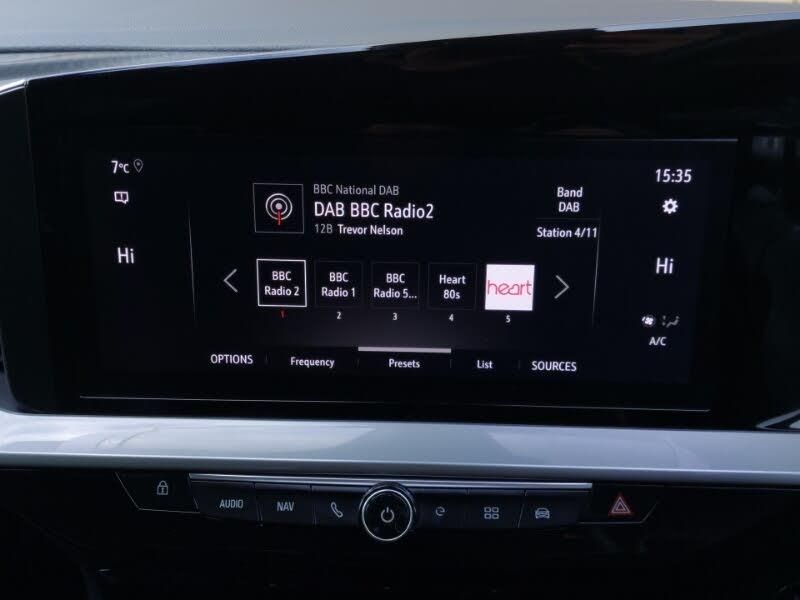 7°C
15:35
BBC National DAB
DAB BBC Radio2
12B Trevor Nelson
Band
DAB
Station 4/11
Hi
Hi
BBC
Radio 2
BBC
Radio 1
BBC
Radio 5...
Heart
80s
heart
1
2
3
4
5
A/C
OPTIONS
Frequency
Presets
List
SOURCES
AUDIO
NAV